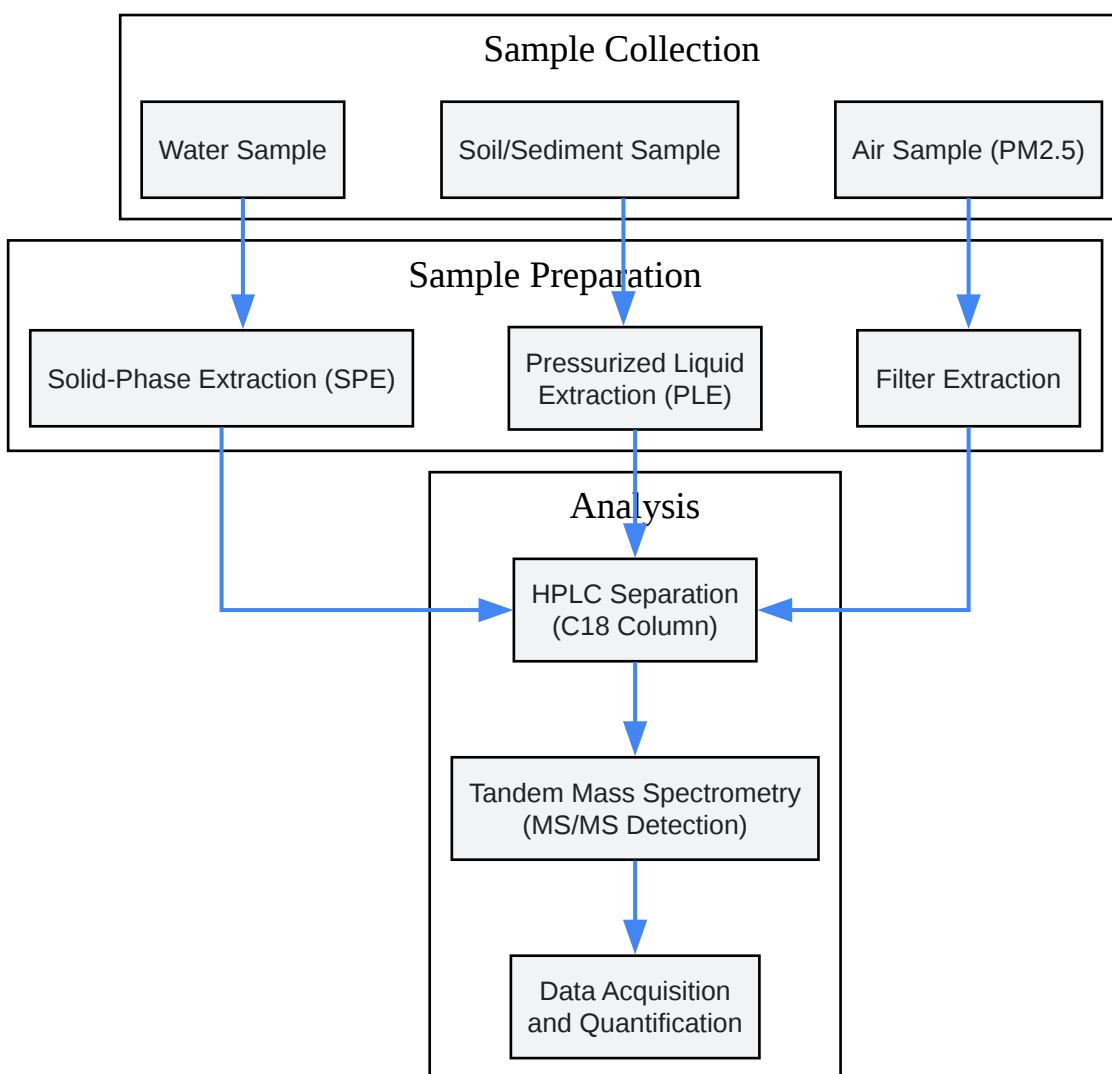 Sample Collection
Water Sample
Soil/Sediment Sample
Air Sample (PM2.5)
Sample Preparation
Solid-Phase Extraction (SPE)
Pressurized Liquid
Extraction (PLE)
Filter Extraction
Analysis
HPLC Separation
(C18 Column)
Tandem Mass Spectrometry
(MS/MS Detection)
Data Acquisition
and Quantification